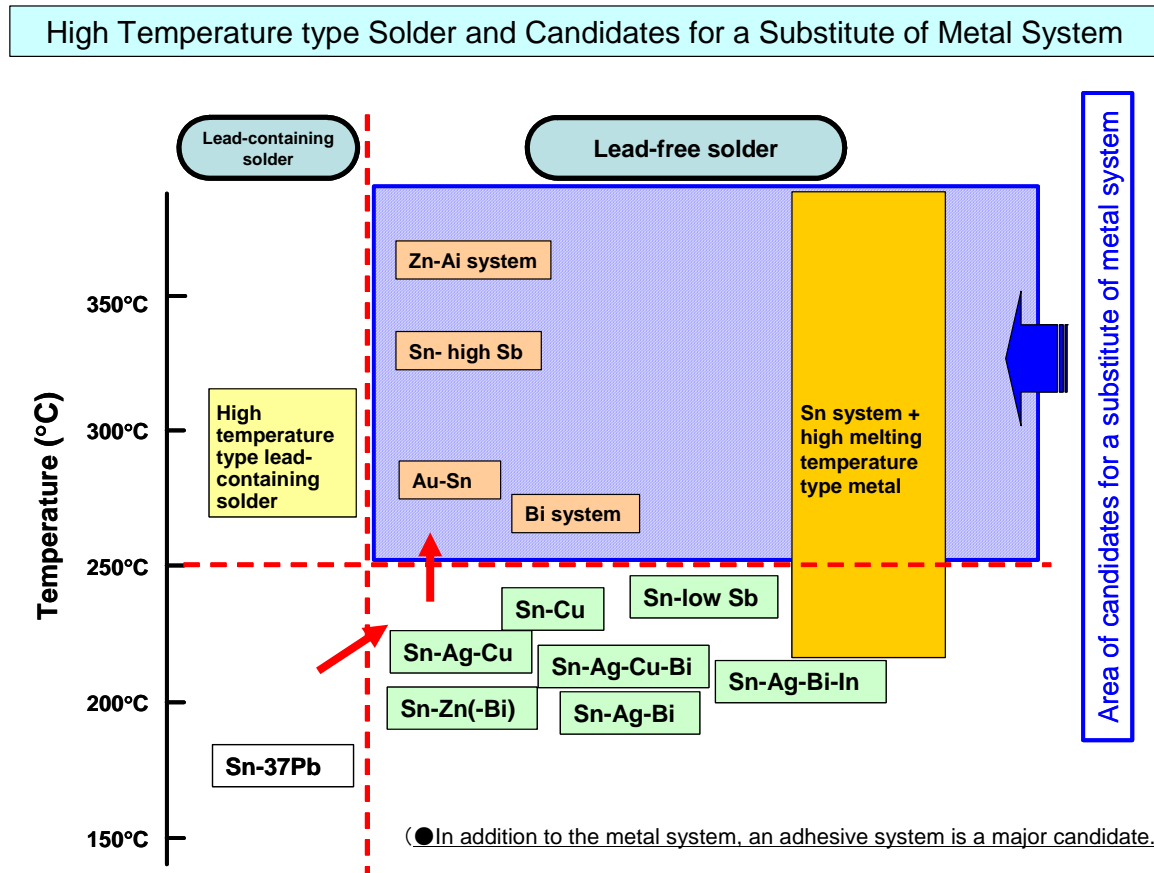 High Temperature type Solder and Candidates for a Substitute of Metal System
Lead-containing
solder
Lead-free solder
Area of candidates for a substitute of metal system
Temperature (°C)
350°C
300°C
250°C
200°C
150°C
Zn-Ai system
Sn- high Sb
High
temperature
type lead-
containing
solder
Sn system +
high melting
temperature
type metal
Au-Sn
Bi system
Sn-low Sb
Sn-Cu
Sn-Ag-Cu
Sn-Ag-Cu-Bi
Sn-Ag-Bi-In
Sn-Zn(-Bi)
Sn-Ag-Bi
Sn-37Pb
(●In addition to the metal system, an adhesive system is a major candidate.